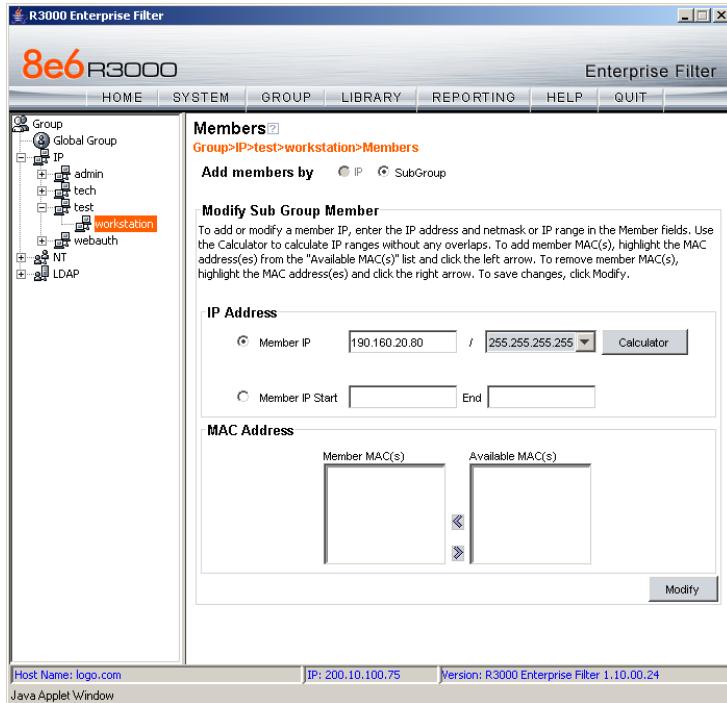 R3000 Enterprise Filter
8e6 R3000
Enterprise Filter
HOME SYSTEM GROUP LIBRARY REPORTING HELP QUIT
Group
Global Group
IP
admin
tech
test
workstation
webauth
NT
LDAP
Members
Group>IP>test>workstation>Members
Add members by IP SubGroup
Modify Sub Group Member
To add or modify a member IP, enter the IP address and netmask or IP range in the Member fields. Use
the Calculator to calculate IP ranges without any overlaps. To add member MAC(s), highlight the MAC
address(es) from the "Available MAC(s)" list and click the left arrow. To remove member MAC(s),
highlight the MAC address(es) and click the right arrow. To save changes, click Modify.
IP Address
Member IP 190.160.20.80 / 255.255.255.255 Calculator
Member IP Start End
MAC Address
Member MAC(s) Available MAC(s)
Modify
Host Name: logo.com IP: 200.10.100.75 Version: R3000 Enterprise Filter 1.10.00.24
Java Applet Window